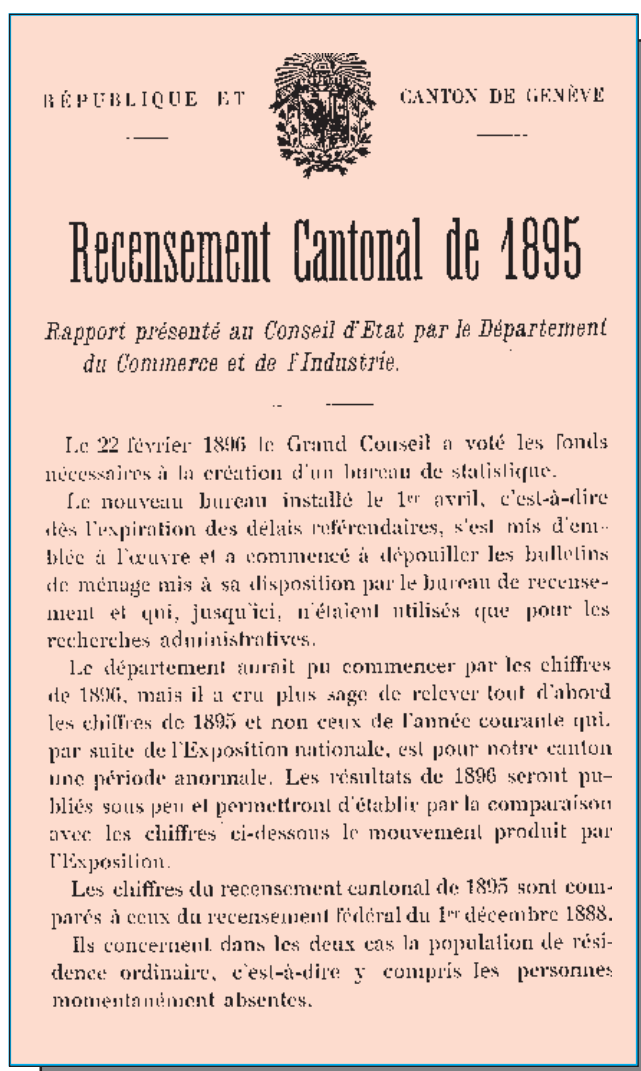 RÉPUBLIQUE ET CANTON DE GENÈVE
Recensement Cantonal de 1895
Rapport présenté au Conseil d'Etat par le Département
du Commerce et de l'Industrie.
Le 22 février 1896 le Grand Conseil a voté les fonds
nécessaires à la création d'un bureau de statistique.
Le nouveau bureau installé le 1er avril, c'est-à-dire
dès l'expiration des délais référendaires, s'est mis d'em-
blée à l'œuvre et a commencé à dépouiller les bulletins
de ménage mis à sa disposition par le bureau de recense-
ment et qui, jusqu'ici, n'étaient utilisés que pour les
recherches administratives.
Le département aurait pu commencer par les chiffres
de 1896, mais il a cru plus sage de relever tout d'abord
les chiffres de 1895 et non ceux de l'année courante qui,
par suite de l'Exposition nationale, est pour notre canton
une période anormale. Les résultats de 1896 seront pu-
bliés sous peu et permettront d'établir par la comparaison
avec les chiffres ci-dessous le mouvement produit par
l'Exposition.
Les chiffres du recensement cantonal de 1895 sont com-
parés à ceux du recensement fédéral du 1er décembre 1888.
Ils concernent dans les deux cas la population de rési-
dence ordinaire, c'est-à-dire y compris les personnes
momentanément absentes.